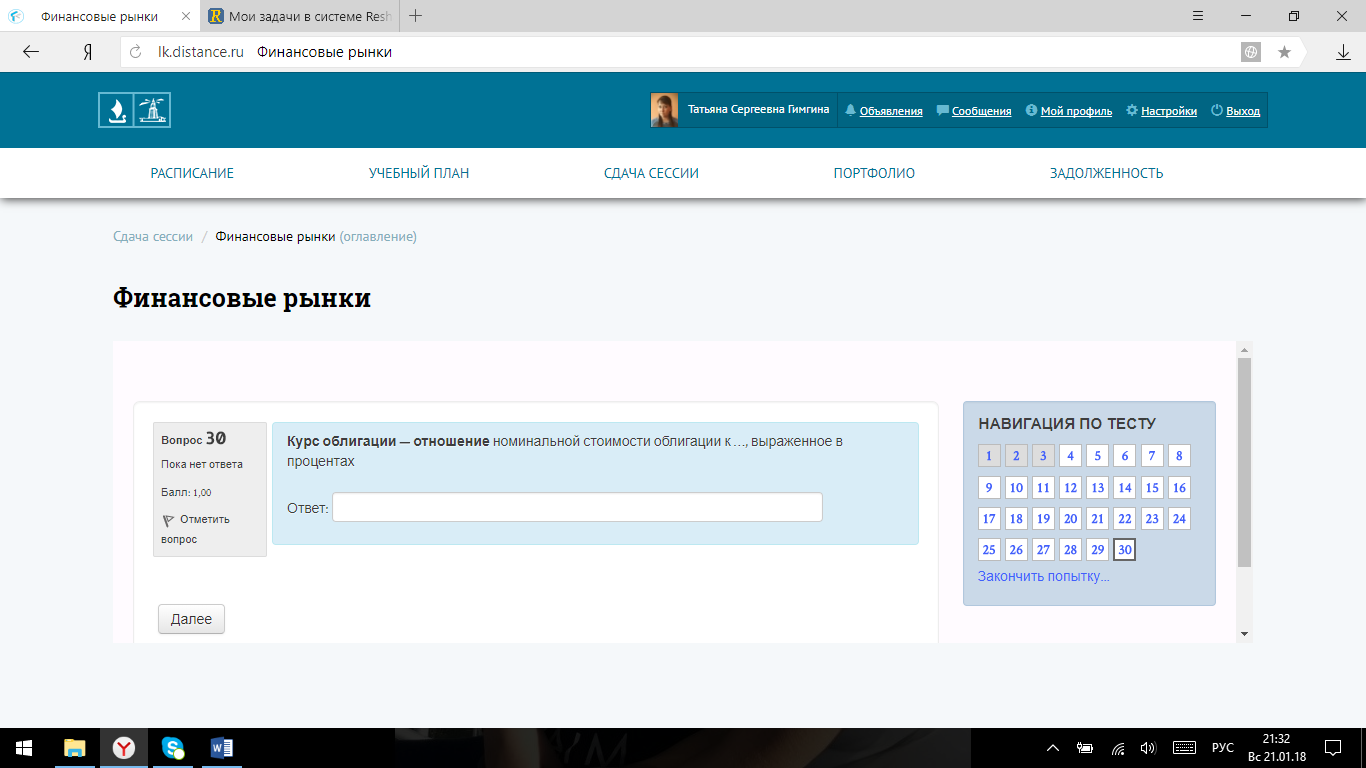 Финансовые рынки
Мои задачи в системе Resh
Я
lk.distance.ru Финансовые рынки
Татьяна Сергеевна Гимгина Объявления Сообщения Мой профиль Настройки Выход
РАСПИСАНИЕ УЧЕБНЫЙ ПЛАН СДАЧА СЕССИИ ПОРТФОЛИО ЗАДОЛЖЕННОСТЬ
Сдача сессии / Финансовые рынки (оглавление)
Финансовые рынки
Вопрос 30
Пока нет ответа
Балл: 1,00
Отметить
вопрос
Курс облигации — отношение номинальной стоимости облигации к …, выраженное в
процентах
Ответ:
Далее
НАВИГАЦИЯ ПО ТЕСТУ
1 2 3 4 5 6 7 8
9 10 11 12 13 14 15 16
17 18 19 20 21 22 23 24
25 26 27 28 29 30
Закончить попытку...
РУС
21:32
Вс 21.01.18